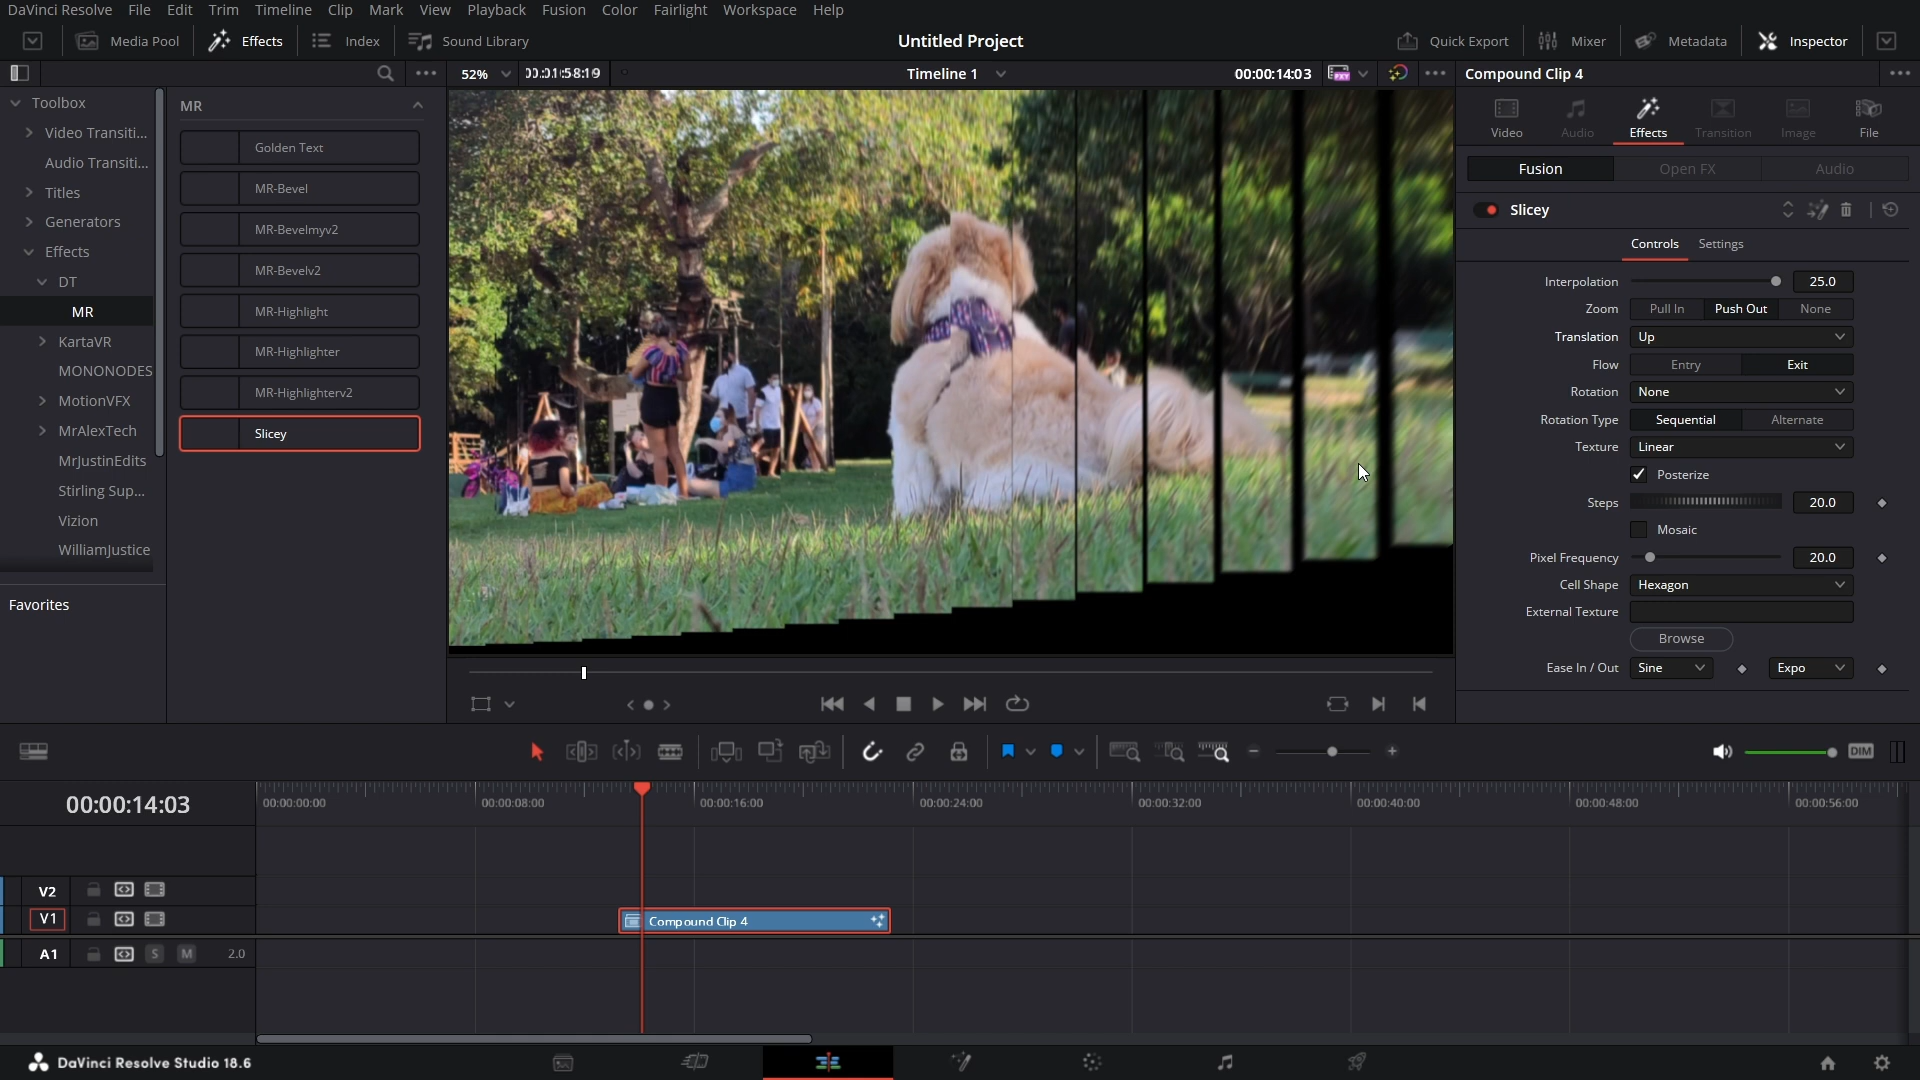 DaVinci Resolve File Edit Trim Timeline Clip Mark View Playback Fusion Color Fairlight Workspace Help
Media Pool Effects Index Sound Library Untitled Project Quick Export Mixer Metadata Inspector
52% 00:01:58:19 Timeline 1 00:00:14:03 Compound Clip 4
Toolbox
Video Transiti...
Audio Transiti...
Titles
Generators
Effects
DT
MR
KartaVR
MONONODES
MotionVFX
MrAlexTech
MrJustinEdits
Stirling Sup...
Vizion
WilliamJustice
Favorites
MR
Golden Text
MR-Bevel
MR-Bevelmyv2
MR-Bevelv2
MR-Highlight
MR-Highlighter
MR-Highlighterv2
Slicey
Video Audio Effects Transition Image File
Fusion Open FX Audio
Slicey
Controls Settings
Interpolation 25.0
Zoom Pull In Push Out None
Translation Up
Flow Entry Exit
Rotation None
Rotation Type Sequential Alternate
Texture Linear
Posterize
Steps 20.0
Mosaic
Pixel Frequency 20.0
Cell Shape Hexagon
External Texture
Browse
Ease In / Out Sine Expo
DIM
00:00:14:03 00:00:00:00 00:00:08:00 00:00:16:00 00:00:24:00 00:00:32:00 00:00:40:00 00:00:48:00 00:00:56:00
V2
V1 Compound Clip 4
A1 S M 2.0
DaVinci Resolve Studio 18.6